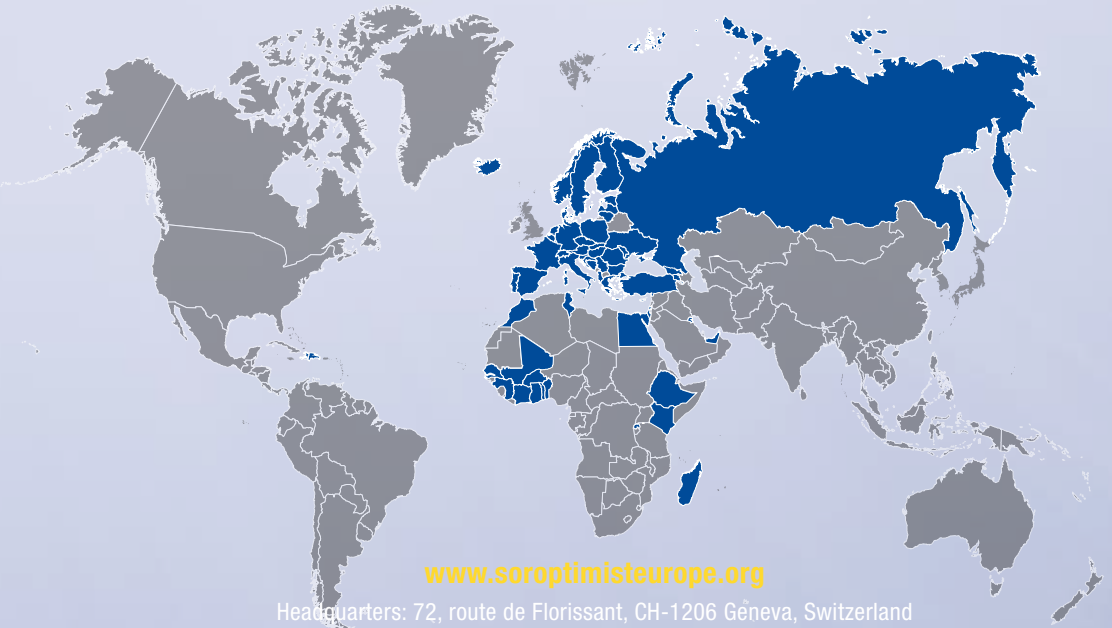 www.soroptimisteurope.org
Headquarters: 72, route de Florissant, CH-1206 Geneva, Switzerland